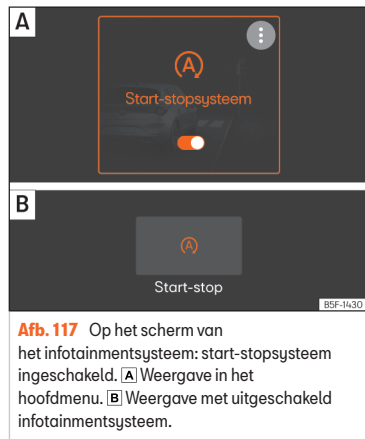 A
Start-stopsysteem
B
Start-stop
B5F-1430
Afb. 117 Op het scherm van
het infotainmentsysteem: start-stopsysteem
ingeschakeld. A Weergave in het
hoofdmenu. B Weergave met uitgeschakeld
infotainmentsysteem.